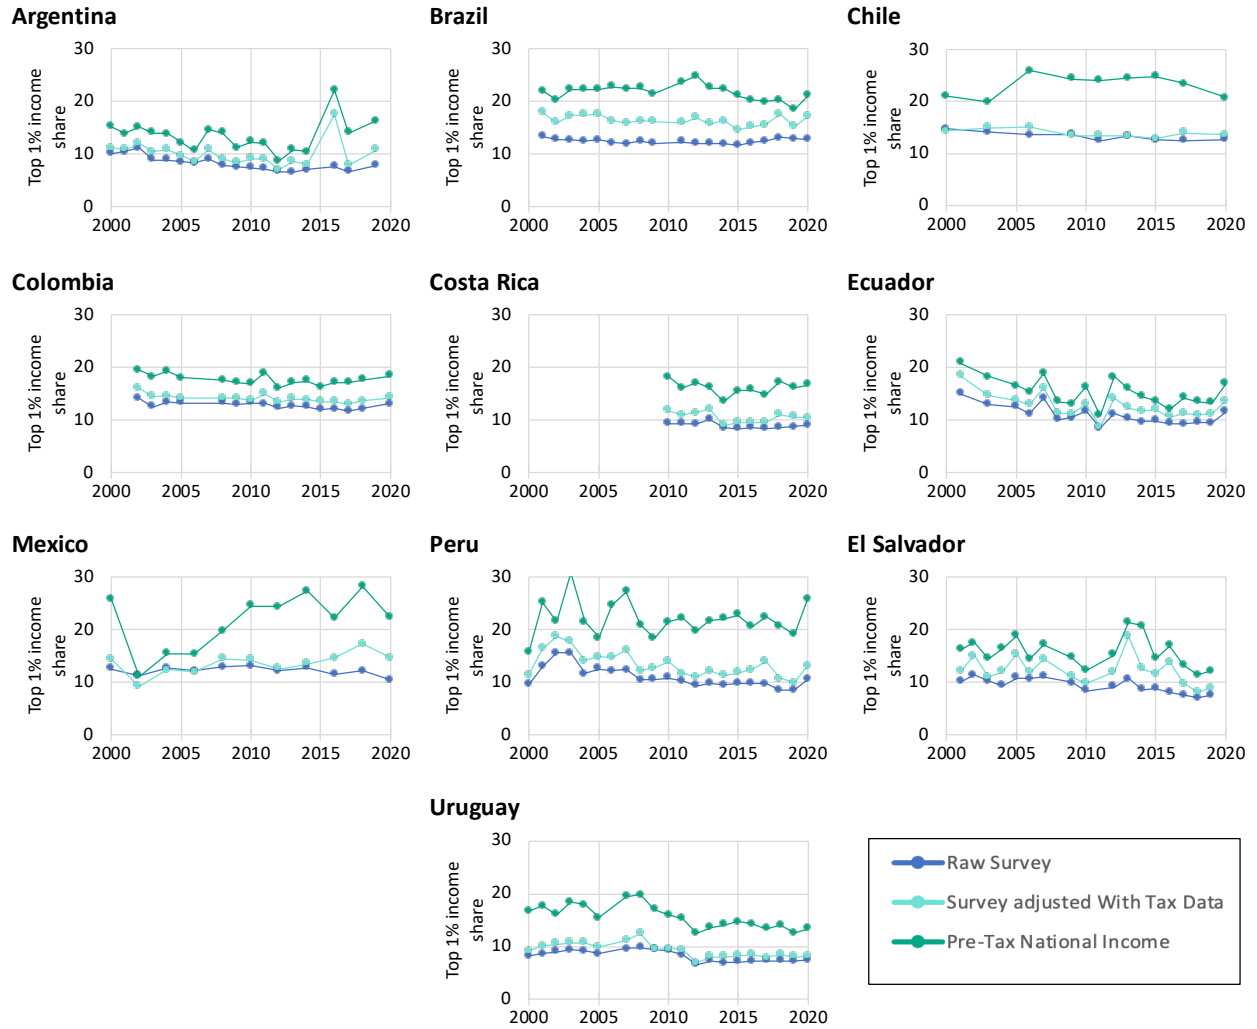 Argentina
Brazil
Chile
Top 1% income
share
30
20
10
0
2000 2005 2010 2015 2020
Top 1% income
share
30
20
10
0
2000 2005 2010 2015 2020
Top 1% income
share
30
20
10
0
2000 2005 2010 2015 2020
Colombia
Costa Rica
Ecuador
Top 1% income
share
30
20
10
0
2000 2005 2010 2015 2020
Top 1% income
share
30
20
10
0
2000 2005 2010 2015 2020
Top 1% income
share
30
20
10
0
2000 2005 2010 2015 2020
Mexico
Peru
El Salvador
Top 1% income
share
30
20
10
0
2000 2005 2010 2015 2020
Top 1% income
share
30
20
10
0
2000 2005 2010 2015 2020
Top 1% income
share
30
20
10
0
2000 2005 2010 2015 2020
Uruguay
Top 1% income
share
30
20
10
0
2000 2005 2010 2015 2020
Raw Survey
Survey adjusted With Tax Data
Pre-Tax National Income